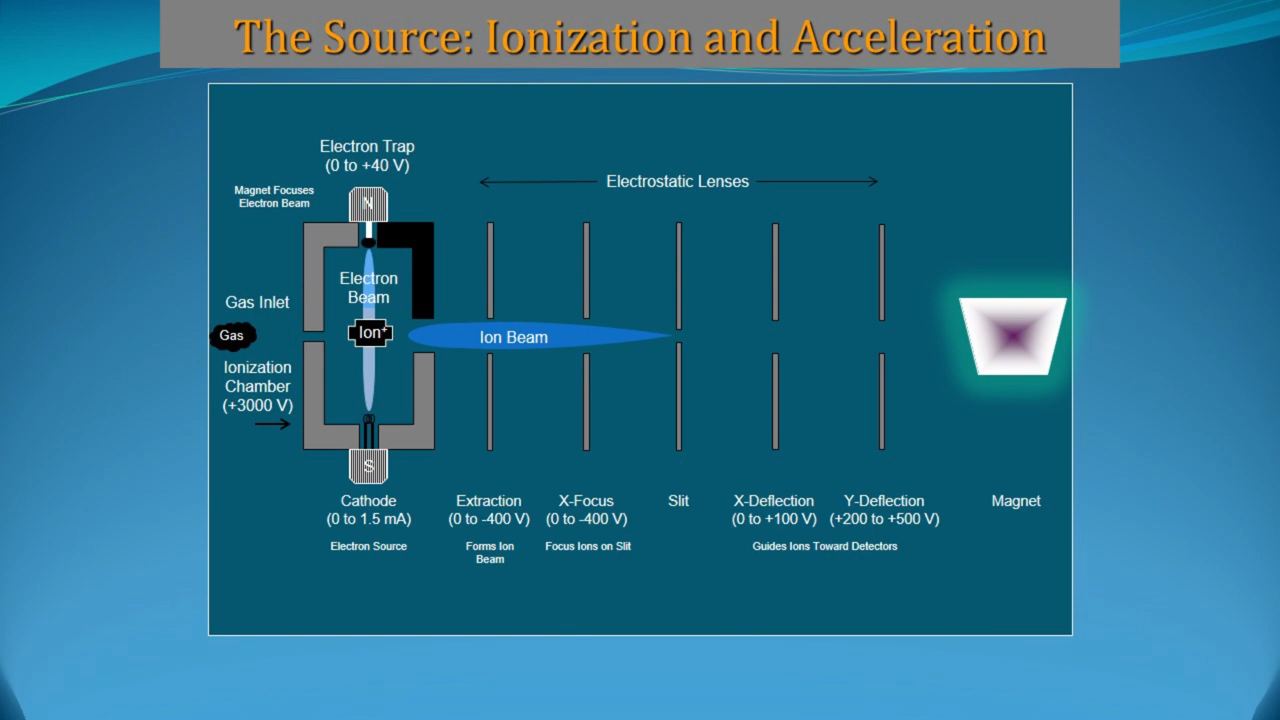 The Source: Ionization and Acceleration
Electron Trap
(0 to +40 V)
Magnet Focuses
Electron Beam
N
Electrostatic Lenses
Electron
Beam
Gas Inlet
Gas
Ion+
Ion Beam
Ionization
Chamber
(+3000 V)
S
Cathode
(0 to 1.5 mA)
Electron Source
Extraction
(0 to -400 V)
Forms Ion
Beam
X-Focus
(0 to -400 V)
Focus Ions on Slit
Slit
X-Deflection
(0 to +100 V)
Y-Deflection
(+200 to +500 V)
Guides Ions Toward Detectors
Magnet